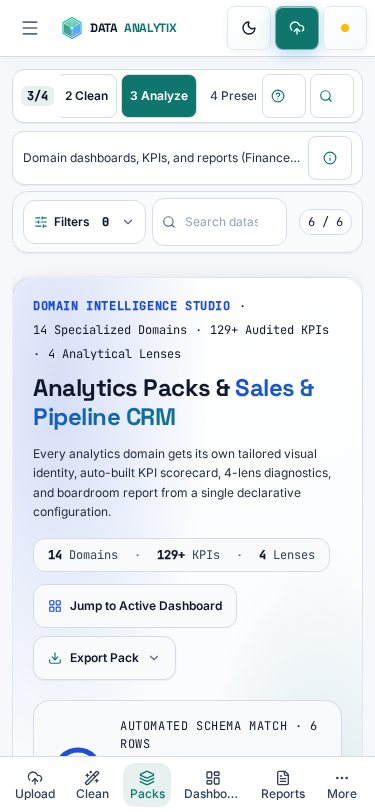 DATA ANALYTIX
3/4 2 Clean 3 Analyze 4 Presen
Domain dashboards, KPIs, and reports (Finance...
Filters 0 Search datas 6 / 6
DOMAIN INTELLIGENCE STUDIO ·
14 Specialized Domains · 129+ Audited KPIs
· 4 Analytical Lenses
Analytics Packs & Sales &
Pipeline CRM
Every analytics domain gets its own tailored visual
identity, auto-built KPI scorecard, 4-lens diagnostics,
and boardroom report from a single declarative
configuration.
14 Domains · 129+ KPIs · 4 Lenses
Jump to Active Dashboard
Export Pack
AUTOMATED SCHEMA MATCH · 6
ROWS
Upload Clean Packs Dashbo... Reports More